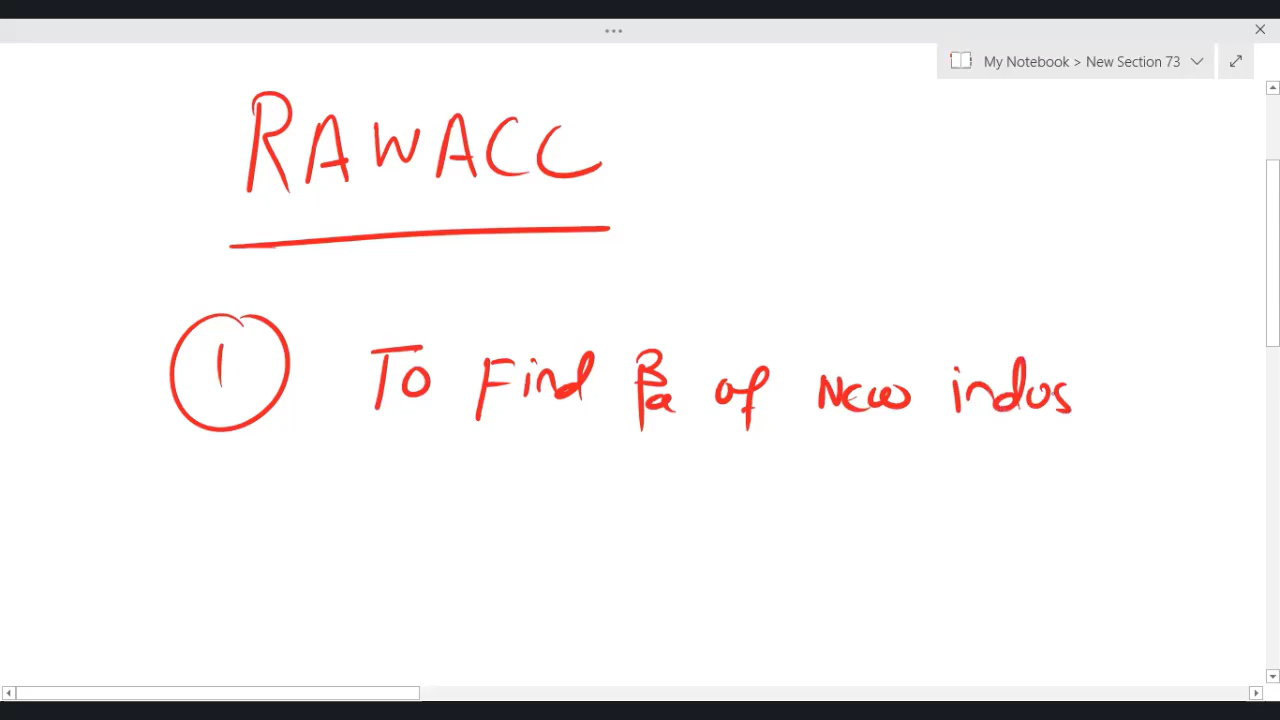 My Notebook > New Section 73
RAWACC
1 To Find βa of New indus